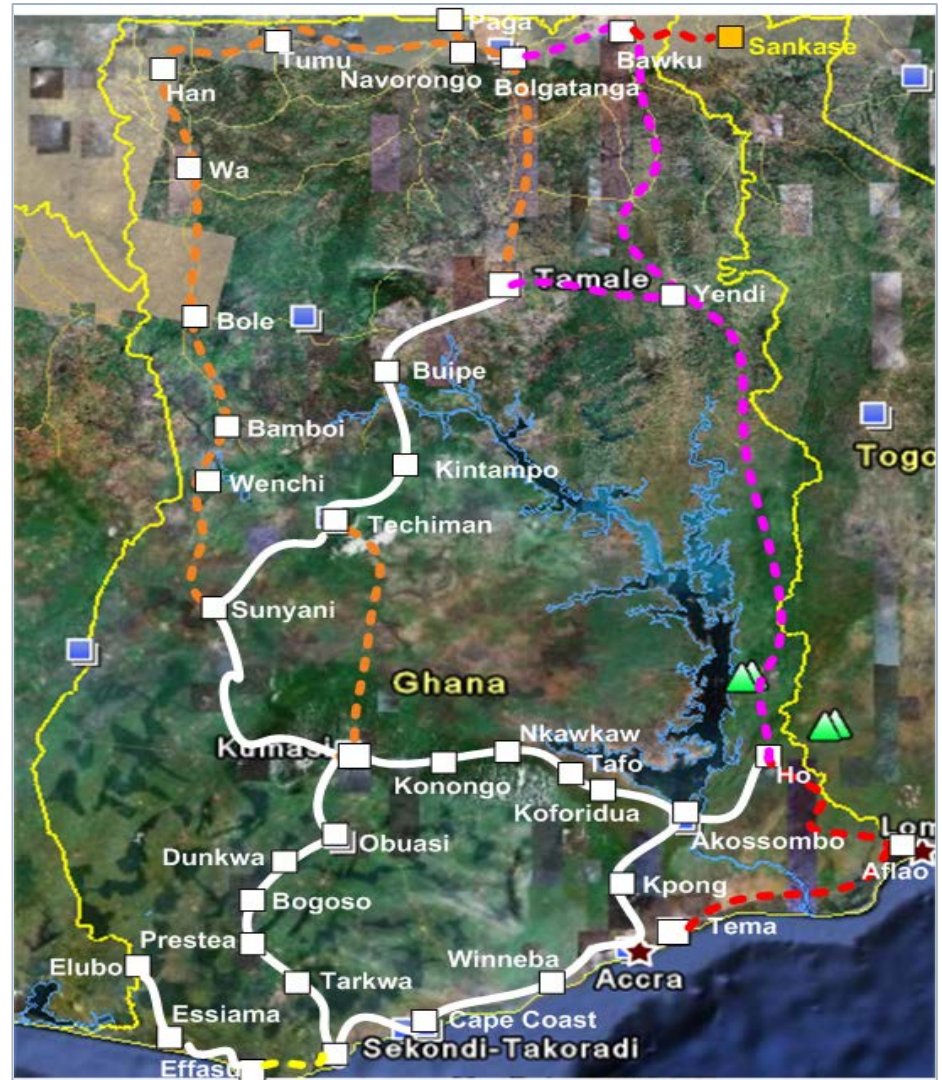 Paga
Sankase
Tumu
Navorongo
Bawku
Bolgatanga
Han
Wa
Tamale
Yendi
Bole
Buipe
Bamboi
Togo
Kintampo
Wenchi
Techiman
Sunyani
Ghana
Nkawkaw
Kumasi
Tafo
Konongo
Ho
Koforidua
Lom
Obuasi
Akossombo
Dunkwa
Aflao
Kpong
Bogoso
Tema
Prestea
Winneba
Elubo
Accra
Tarkwa
Essiama
Cape Coast
Sekondi-Takoradi
Effasu